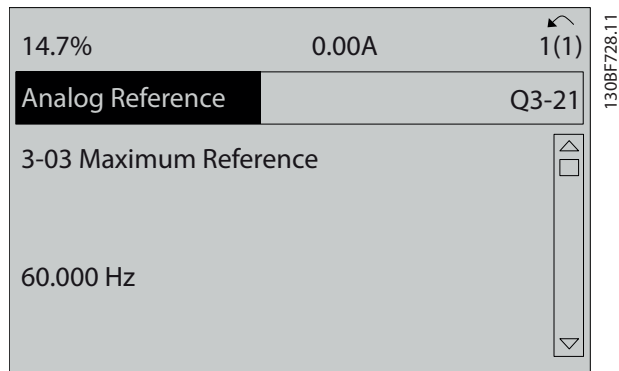 14.7% 0.00A 1(1)
Analog Reference Q3-21
3-03 Maximum Reference
60.000 Hz
130BF728.11